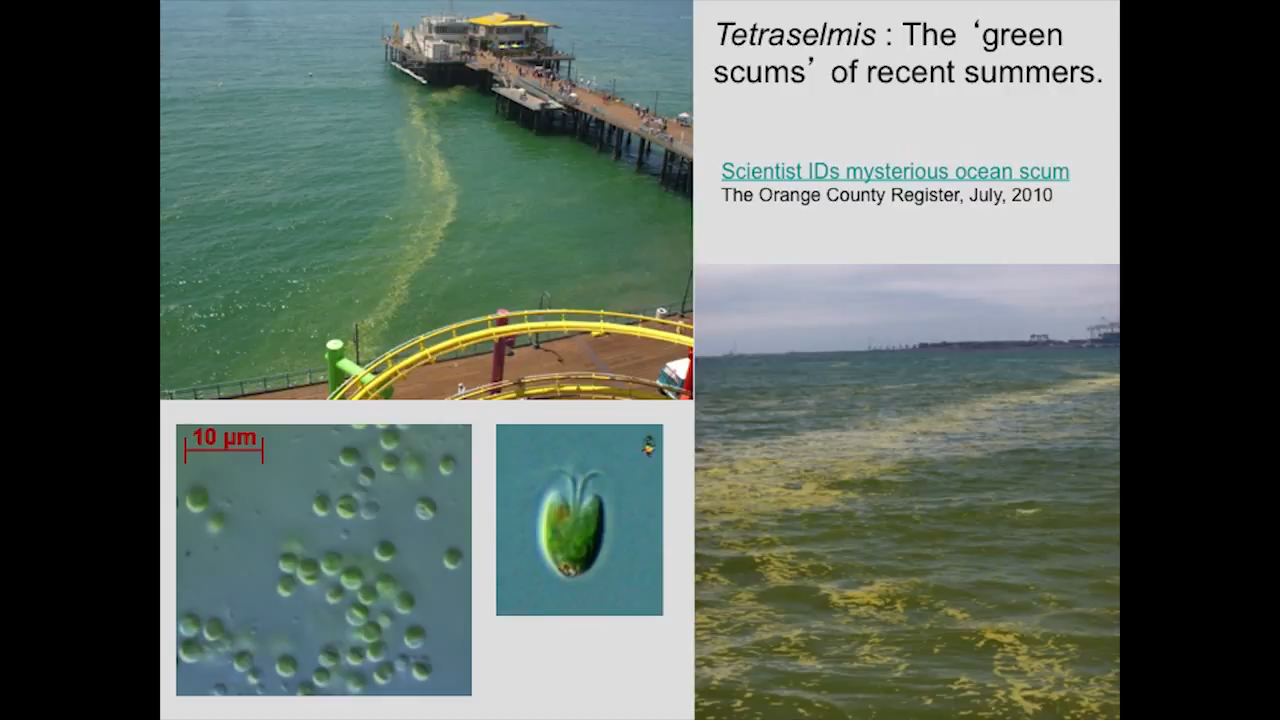 Tetraselmis : The ‘green
scums’ of recent summers.
Scientist IDs mysterious ocean scum
The Orange County Register, July, 2010
10 µm